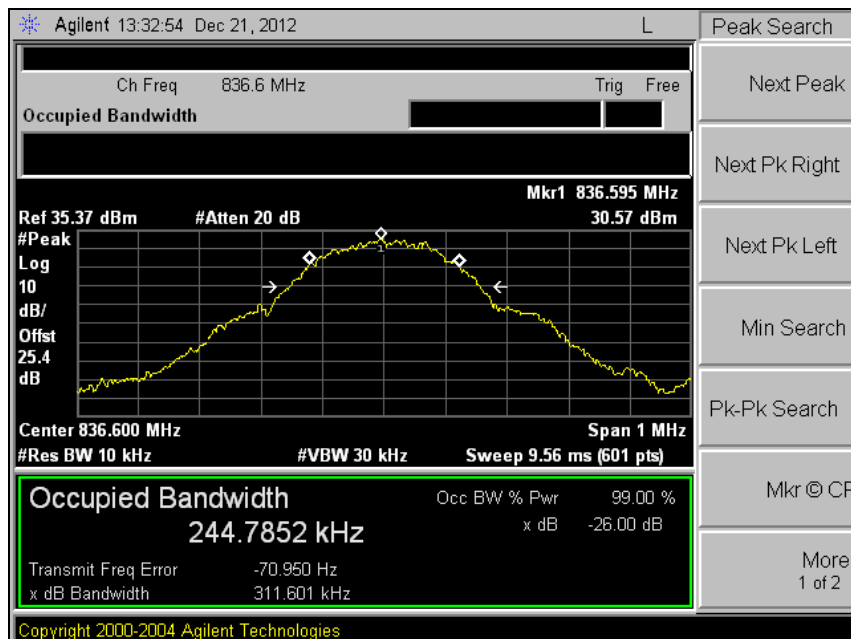 Agilent 13:32:54 Dec 21, 2012 L
Peak Search
Ch Freq 836.6 MHz Trig Free
Occupied Bandwidth
Next Peak
Next Pk Right
Next Pk Left
Min Search
Pk-Pk Search
Mkr © CF
More
1 of 2
Mkr1 836.595 MHz
Ref 35.37 dBm #Atten 20 dB 30.57 dBm
#Peak
Log
10
dB/
Offst
25.4
dB
1
Center 836.600 MHz Span 1 MHz
#Res BW 10 kHz #VBW 30 kHz Sweep 9.56 ms (601 pts)
Occupied Bandwidth Occ BW % Pwr 99.00 %
244.7852 kHz x dB -26.00 dB
Transmit Freq Error -70.950 Hz
x dB Bandwidth 311.601 kHz
Copyright 2000-2004 Agilent Technologies